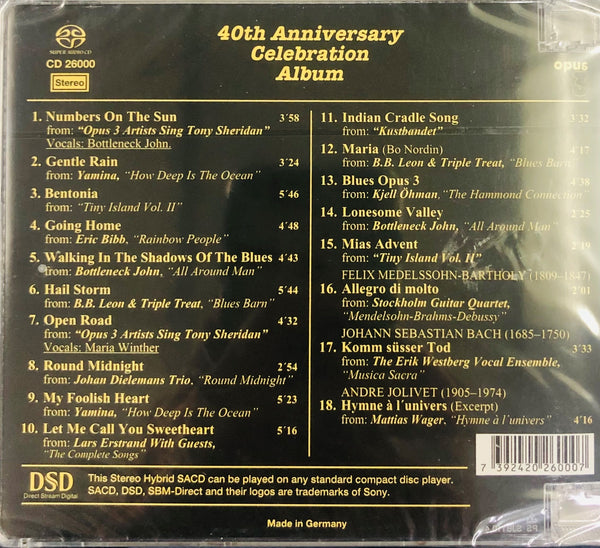 SUPER AUDIO CD
CD 26000
Stereo
40th Anniversary
Celebration
Album
opus
1. Numbers On The Sun 3´58
from: “Opus 3 Artists Sing Tony Sheridan”
Vocals: Bottleneck John.
2. Gentle Rain 3´24
from: Yamina, “How Deep Is The Ocean”
3. Bentonia 5´46
from: “Tiny Island Vol. II”
4. Going Home 4´48
from: Eric Bibb, “Rainbow People”
5. Walking In The Shadows Of The Blues 4´43
from: Bottleneck John, “All Around Man”
6. Hail Storm 5´44
from: B.B. Leon & Triple Treat, “Blues Barn”
7. Open Road 4´32
from: “Opus 3 Artists Sing Tony Sheridan”
Vocals: Maria Winther
8. Round Midnight 2´54
from: Johan Dielemans Trio, “Round Midnight”
9. My Foolish Heart 5´23
from: Yamina, “How Deep Is The Ocean”
10. Let Me Call You Sweetheart 5´16
from: Lars Erstrand With Guests,
“The Complete Songs”
11. Indian Cradle Song 3´32
from: “Kustbandet”
12. Maria (Bo Nordin) 4´17
from: B.B. Leon & Triple Treat, “Blues Barn”
13. Blues Opus 3 4´38
from: Kjell Öhman, “The Hammond Connection”
14. Lonesome Valley 2´25
from: Bottleneck John, “All Around Man”
15. Mias Advent 2´19
from: “Tiny Island Vol. II”
FELIX MEDELSSOHN-BARTHOLY (1809–1847)
16. Allegro di molto 2´01
from: Stockholm Guitar Quartet,
“Mendelsohn-Brahms-Debussy”
JOHANN SEBASTIAN BACH (1685–1750)
17. Komm süsser Tod 3´33
from: The Erik Westberg Vocal Ensemble,
“Musica Sacra”
ANDRE JOLIVET (1905–1974)
18. Hymne à l´univers (Excerpt)
from: Mattias Wager, “Hymne à l´univers” 4´16
7 392420 260007
DSD
Direct Stream Digital
This Stereo Hybrid SACD can be played on any standard compact disc player.
SACD, DSD, SBM-Direct and their logos are trademarks of Sony.
Made in Germany